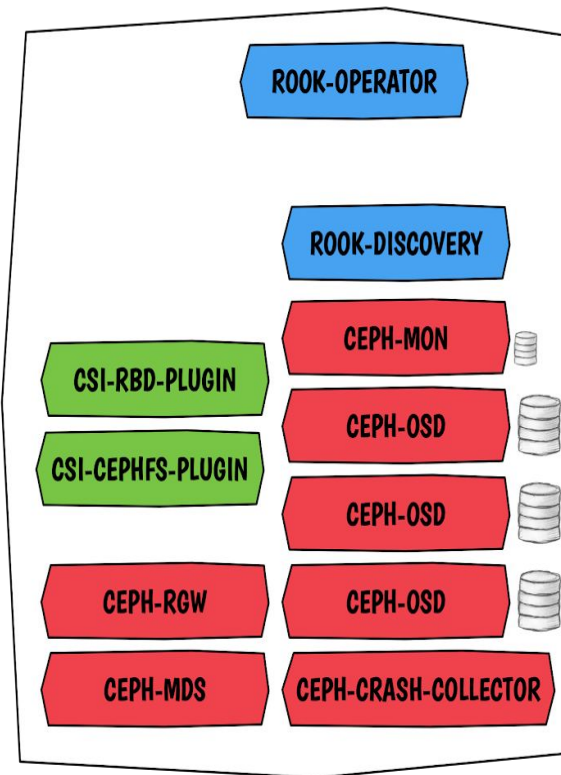 ROOK-OPERATOR
ROOK-DISCOVERY
CEPH-MON
CSI-RBD-PLUGIN
CEPH-OSD
CSI-CEPHFS-PLUGIN
CEPH-OSD
CEPH-RGW
CEPH-OSD
CEPH-MDS
CEPH-CRASH-COLLECTOR